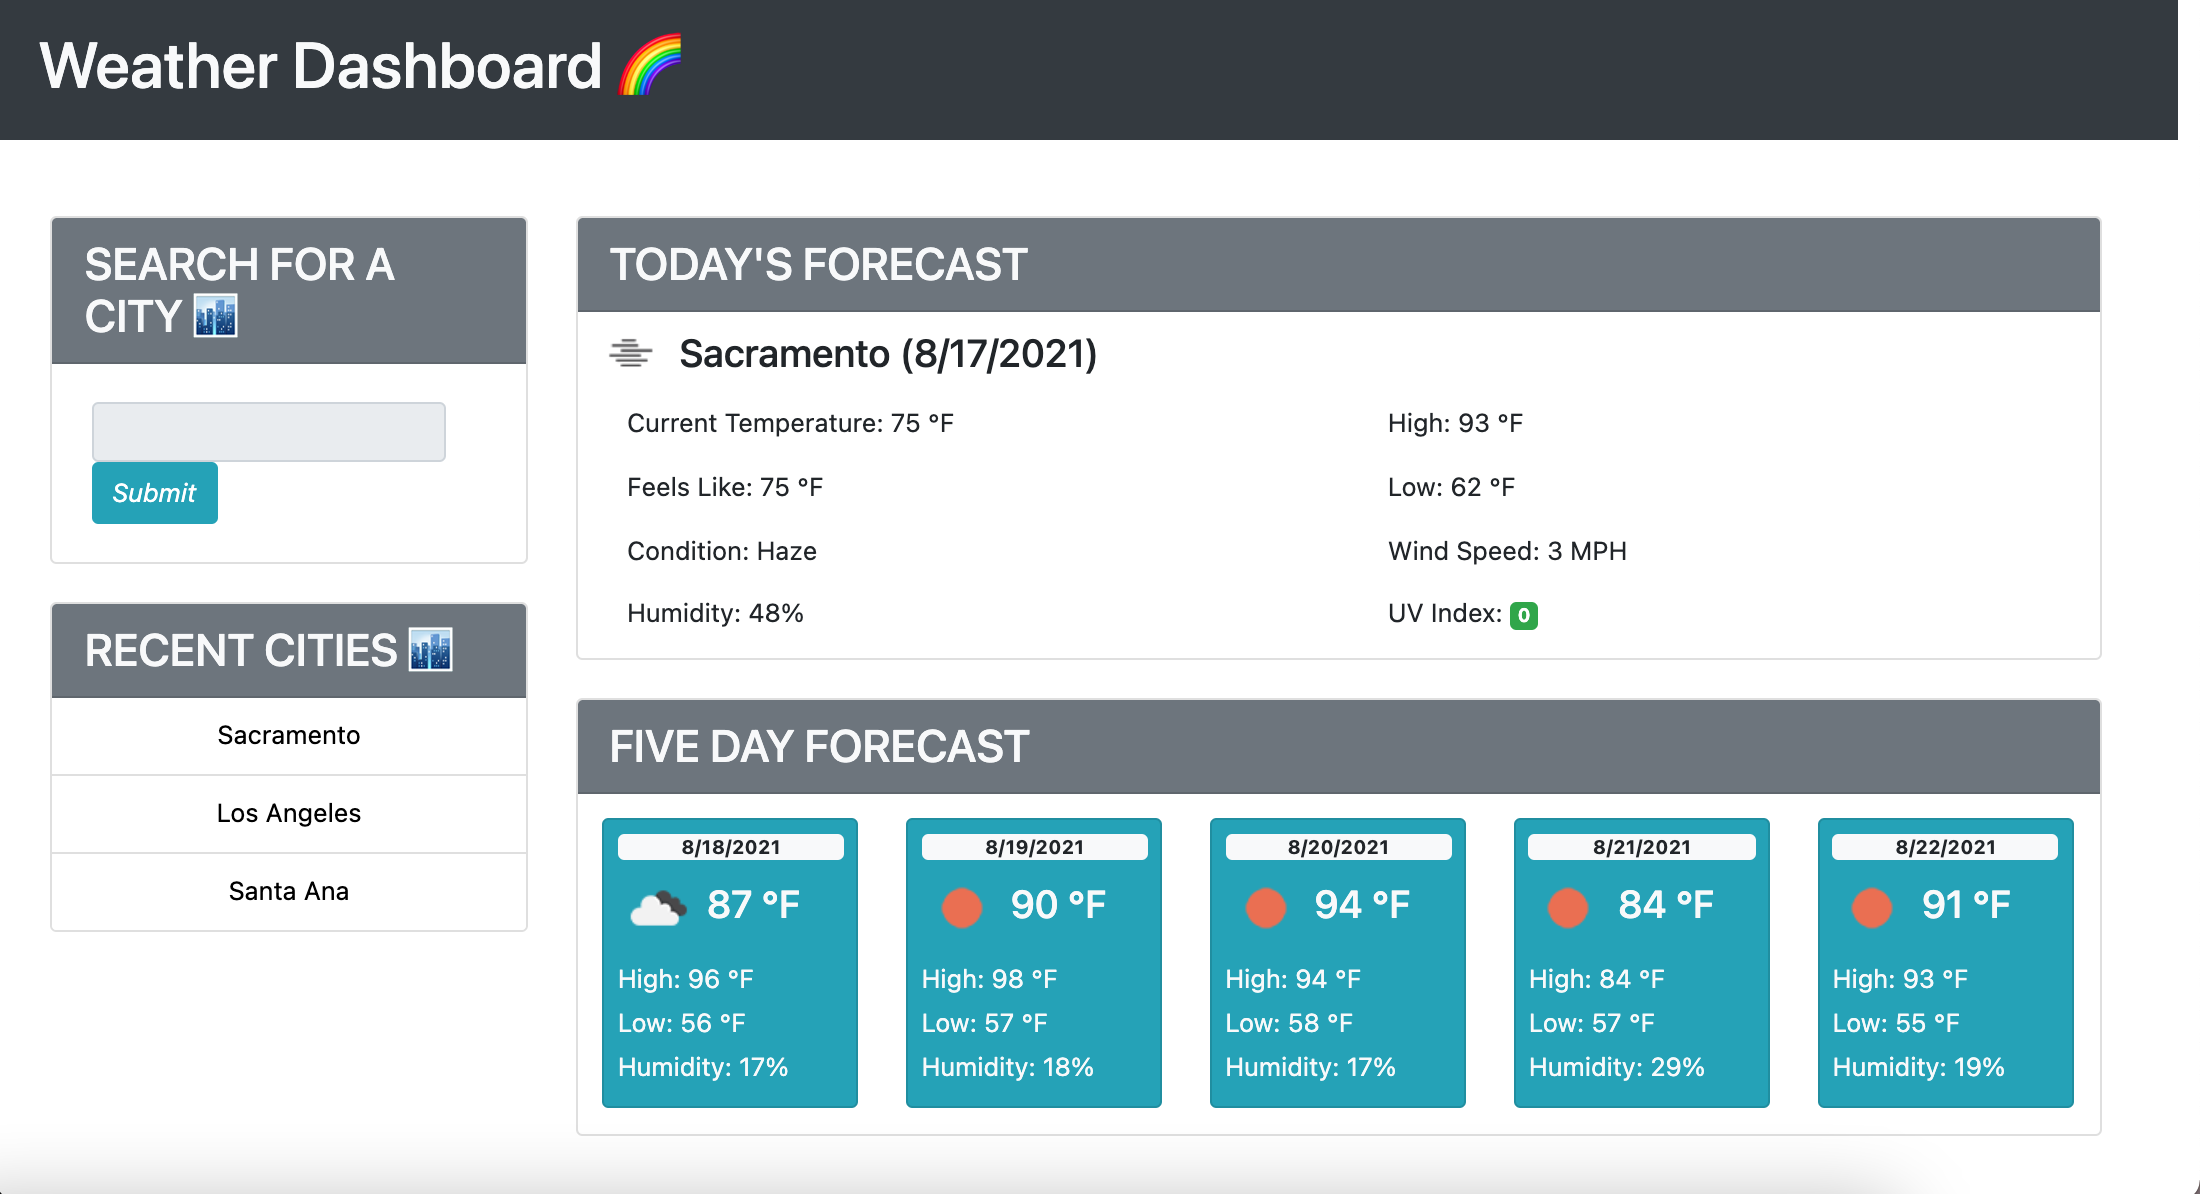 Weather Dashboard 🌈
SEARCH FOR A
CITY 🏙️
Submit
RECENT CITIES 🏙️
Sacramento
Los Angeles
Santa Ana
TODAY'S FORECAST
Sacramento (8/17/2021)
Current Temperature: 75 °F
High: 93 °F
Feels Like: 75 °F
Low: 62 °F
Condition: Haze
Wind Speed: 3 MPH
Humidity: 48%
UV Index: 0
FIVE DAY FORECAST
8/18/2021
87 °F
High: 96 °F
Low: 56 °F
Humidity: 17%
8/19/2021
90 °F
High: 98 °F
Low: 57 °F
Humidity: 18%
8/20/2021
94 °F
High: 94 °F
Low: 58 °F
Humidity: 17%
8/21/2021
84 °F
High: 84 °F
Low: 57 °F
Humidity: 29%
8/22/2021
91 °F
High: 93 °F
Low: 55 °F
Humidity: 19%